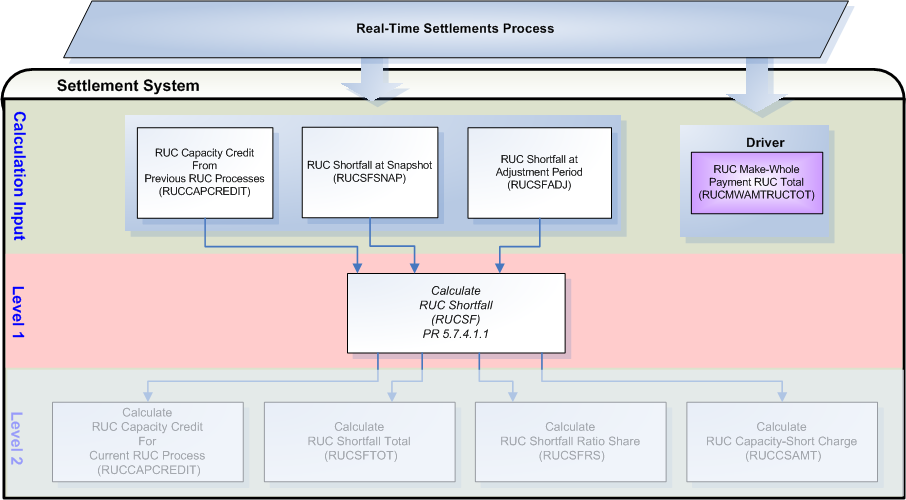 Real-Time Settlements Process
Settlement System
Calculation Input
RUC Capacity Credit
From
Previous RUC Processes
(RUCCAPCREDIT)
RUC Shortfall at Snapshot
(RUCSFSNAP)
RUC Shortfall at
Adjustment Period
(RUCSFADJ)
Driver
RUC Make-Whole
Payment RUC Total
(RUCMWAMTRUCTOT)
Level 1
Calculate
RUC Shortfall
(RUCSF)
PR 5.7.4.1.1
Level 2
Calculate
RUC Capacity Credit
For
Current RUC Process
(RUCCAPCREDIT)
Calculate
RUC Shortfall Total
(RUCSFTOT)
Calculate
RUC Shortfall Ratio Share
(RUCSFRS)
Calculate
RUC Capacity-Short Charge
(RUCCSAMT)